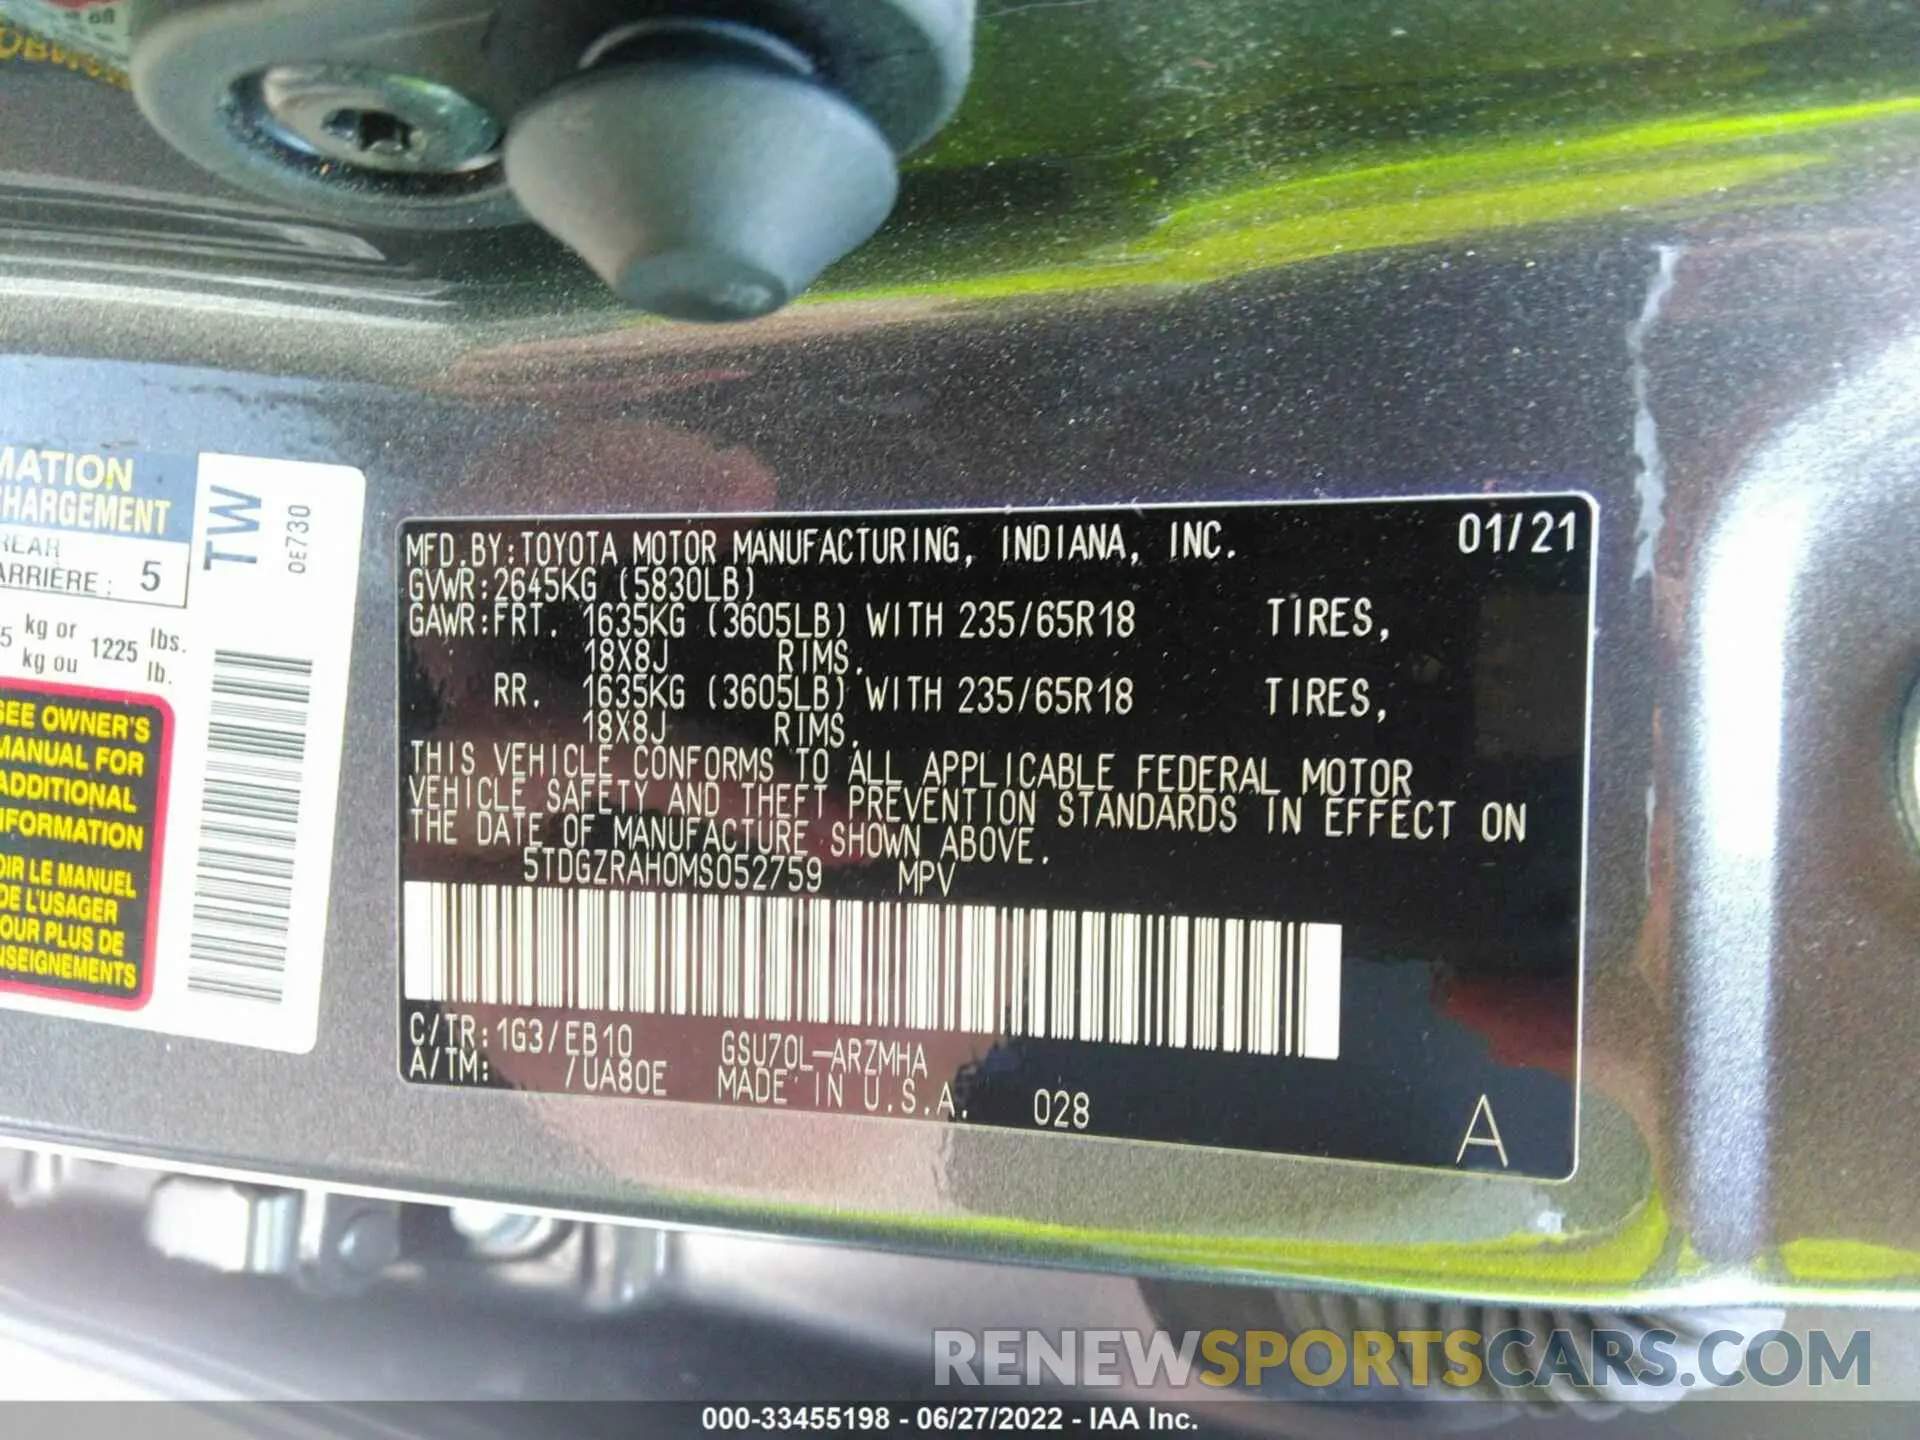 MATION
HARGEMENT
REAR
ARRIÈRE : 5
5 kg or 1225 lbs.
kg ou lb.
SEE OWNER'S
MANUAL FOR
ADDITIONAL
NFORMATION
OIR LE MANUEL
DE L'USAGER
OUR PLUS DE
NSEIGNEMENTS
TW
0E730
MFD.BY:TOYOTA MOTOR MANUFACTURING, INDIANA, INC. 01/21
GVWR:2645KG (5830LB)
GAWR:FRT. 1635KG (3605LB) WITH 235/65R18 TIRES,
18X8J RIMS.
RR. 1635KG (3605LB) WITH 235/65R18 TIRES,
18X8J RIMS.
THIS VEHICLE CONFORMS TO ALL APPLICABLE FEDERAL MOTOR
VEHICLE SAFETY AND THEFT PREVENTION STANDARDS IN EFFECT ON
THE DATE OF MANUFACTURE SHOWN ABOVE.
5TDGZRAH0MS052759 MPV
C/TR:1G3/EB10 GSU70L-ARZMHA
A/TM: /UA80E MADE IN U.S.A. 028
A
RENEWSPORTSCARS.COM
000-33455198 - 06/27/2022 - IAA Inc.